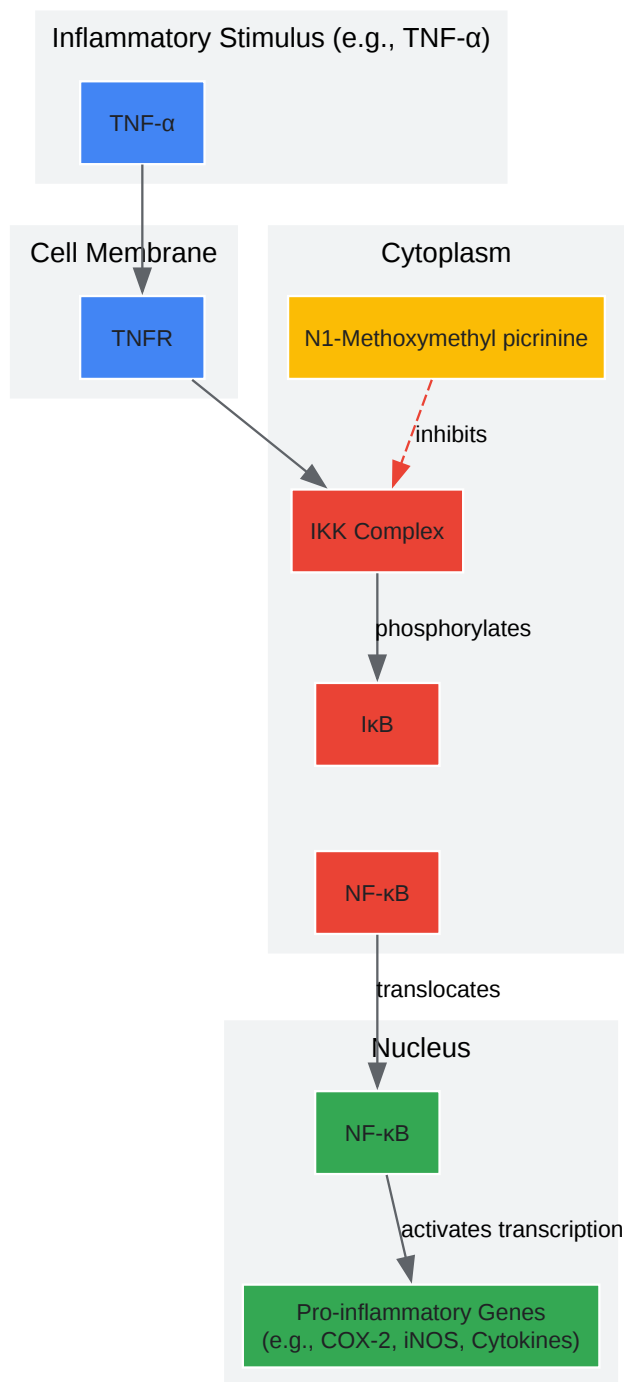 Inflammatory Stimulus (e.g., TNF-α)
TNF-α
Cell Membrane
TNFR
Cytoplasm
N1-Methoxymethyl picrinine
inhibits
IKK Complex
phosphorylates
IκB
NF-κB
translocates
Nucleus
NF-κB
activates transcription
Pro-inflammatory Genes
(e.g., COX-2, iNOS, Cytokines)